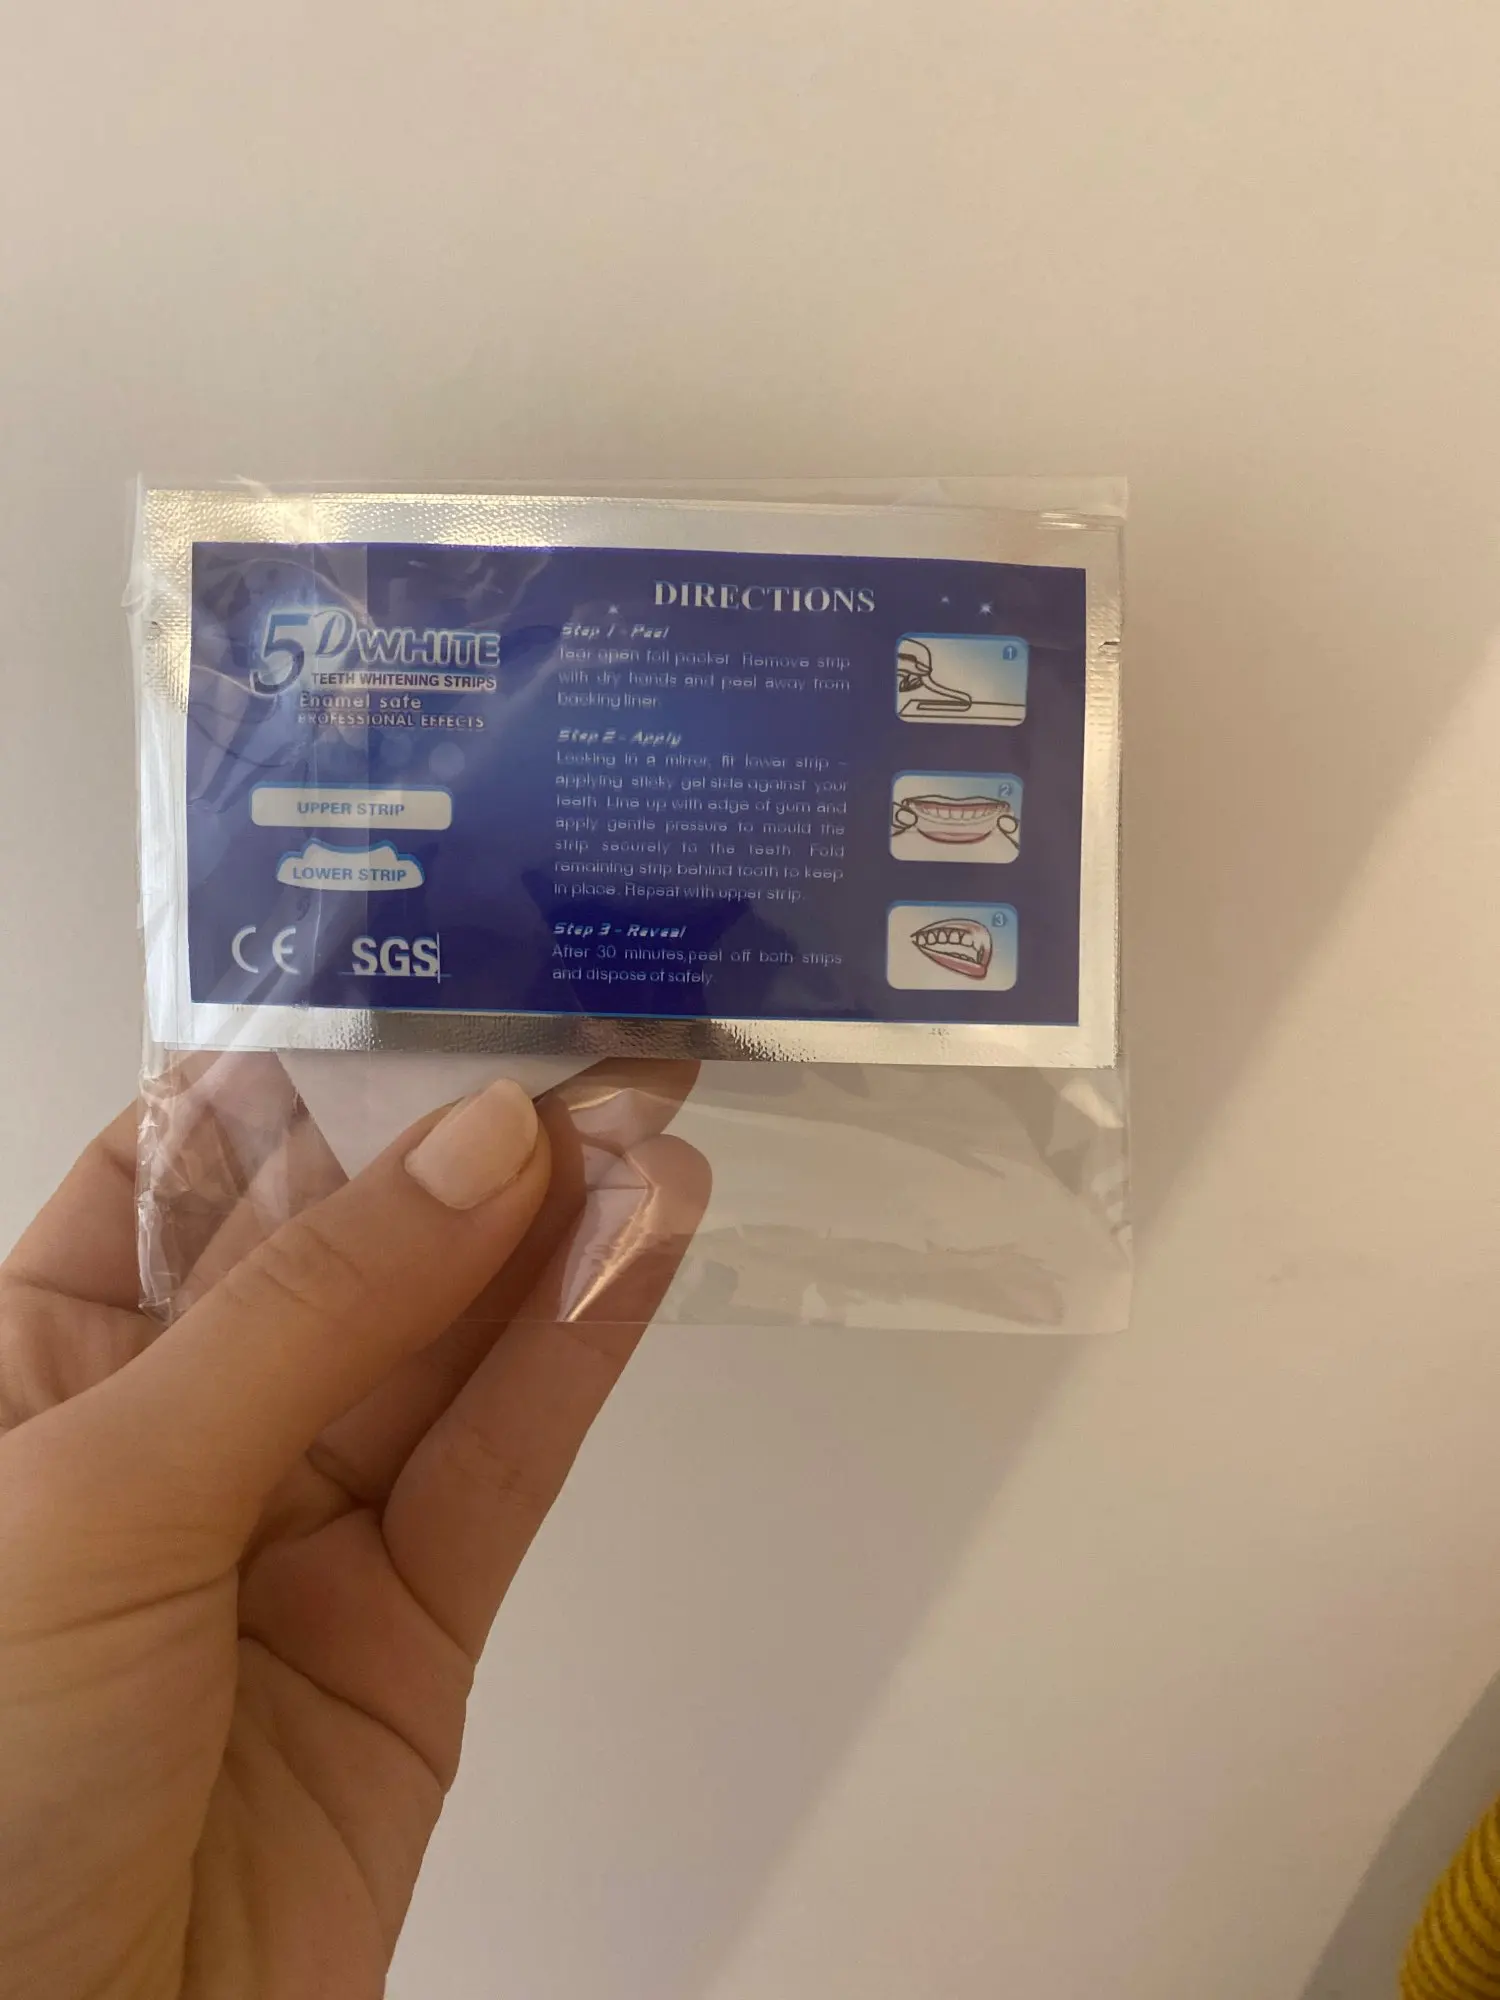 5D WHITE
TEETH WHITENING STRIPS
Enamel safe
PROFESSIONAL EFFECTS
UPPER STRIP
LOWER STRIP
CE SGS
DIRECTIONS
Step 1 - Peel
Tear open foil packet. Remove strip
with dry hands and peel away from
backing liner.
Step 2 - Apply
Looking in a mirror, fit lower strip -
applying sticky gel side against your
teeth. Line up with edge of gum and
apply gentle pressure to mould the
strip securely to the teeth. Fold
remaining strip behind tooth to keep
in place. Repeat with upper strip.
Step 3 - Reveal
After 30 minutes,peel off both strips
and dispose of safely.
1
2
3